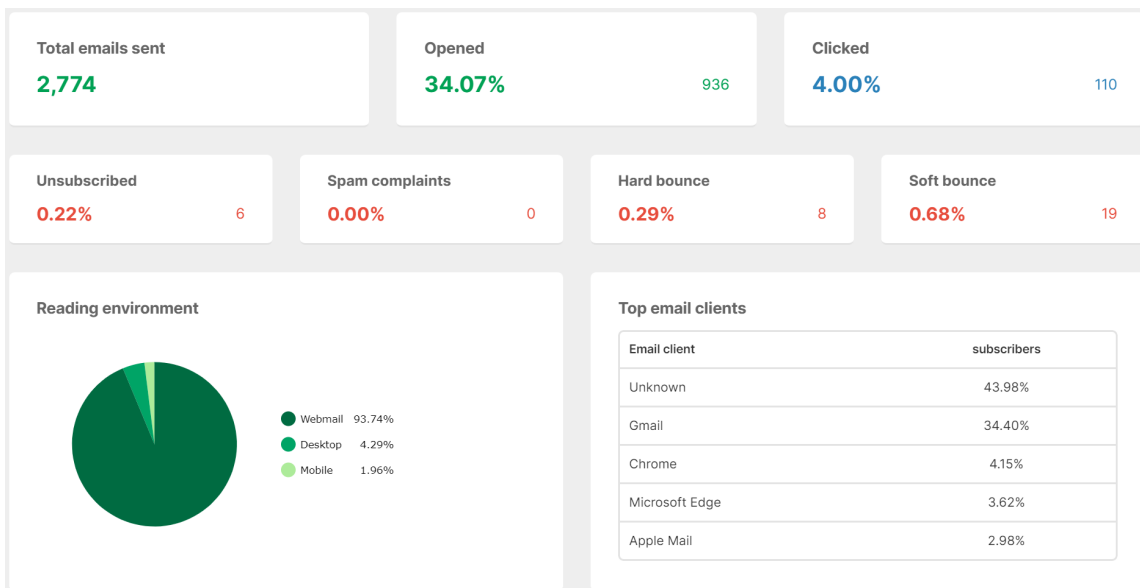 Total emails sent
2,774
Opened
34.07% 936
Clicked
4.00% 110
Unsubscribed
0.22% 6
Spam complaints
0.00% 0
Hard bounce
0.29% 8
Soft bounce
0.68% 19
Reading environment
Webmail 93.74%
Desktop 4.29%
Mobile 1.96%
Top email clients
Email client subscribers
Unknown 43.98%
Gmail 34.40%
Chrome 4.15%
Microsoft Edge 3.62%
Apple Mail 2.98%